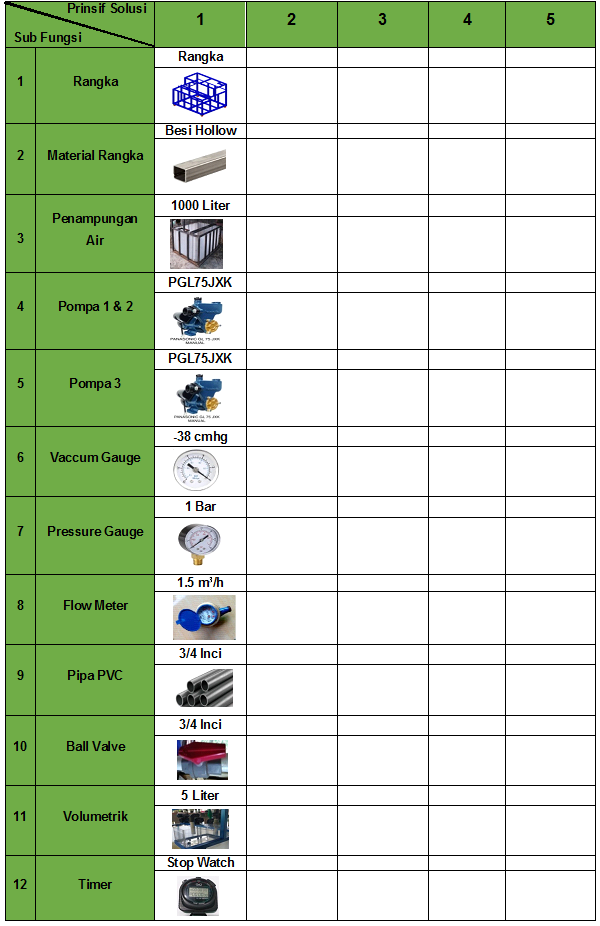 Prinsif Solusi
Sub Fungsi
1 2 3 4 5
Rangka
1 Rangka
Besi Hollow
2 Material Rangka
1000 Liter
Penampungan
3 Air
PGL75JXK
4 Pompa 1 & 2
PANASONIC GL 75 JXK
MANUAL
PGL75JXK
5 Pompa 3
PANASONIC GL 75 JXK
MANUAL
-38 cmhg
6 Vaccum Gauge
1 Bar
7 Pressure Gauge
1.5 m³/h
8 Flow Meter
3/4 Inci
9 Pipa PVC
3/4 Inci
10 Ball Valve
5 Liter
11 Volumetrik
Stop Watch
12 Timer